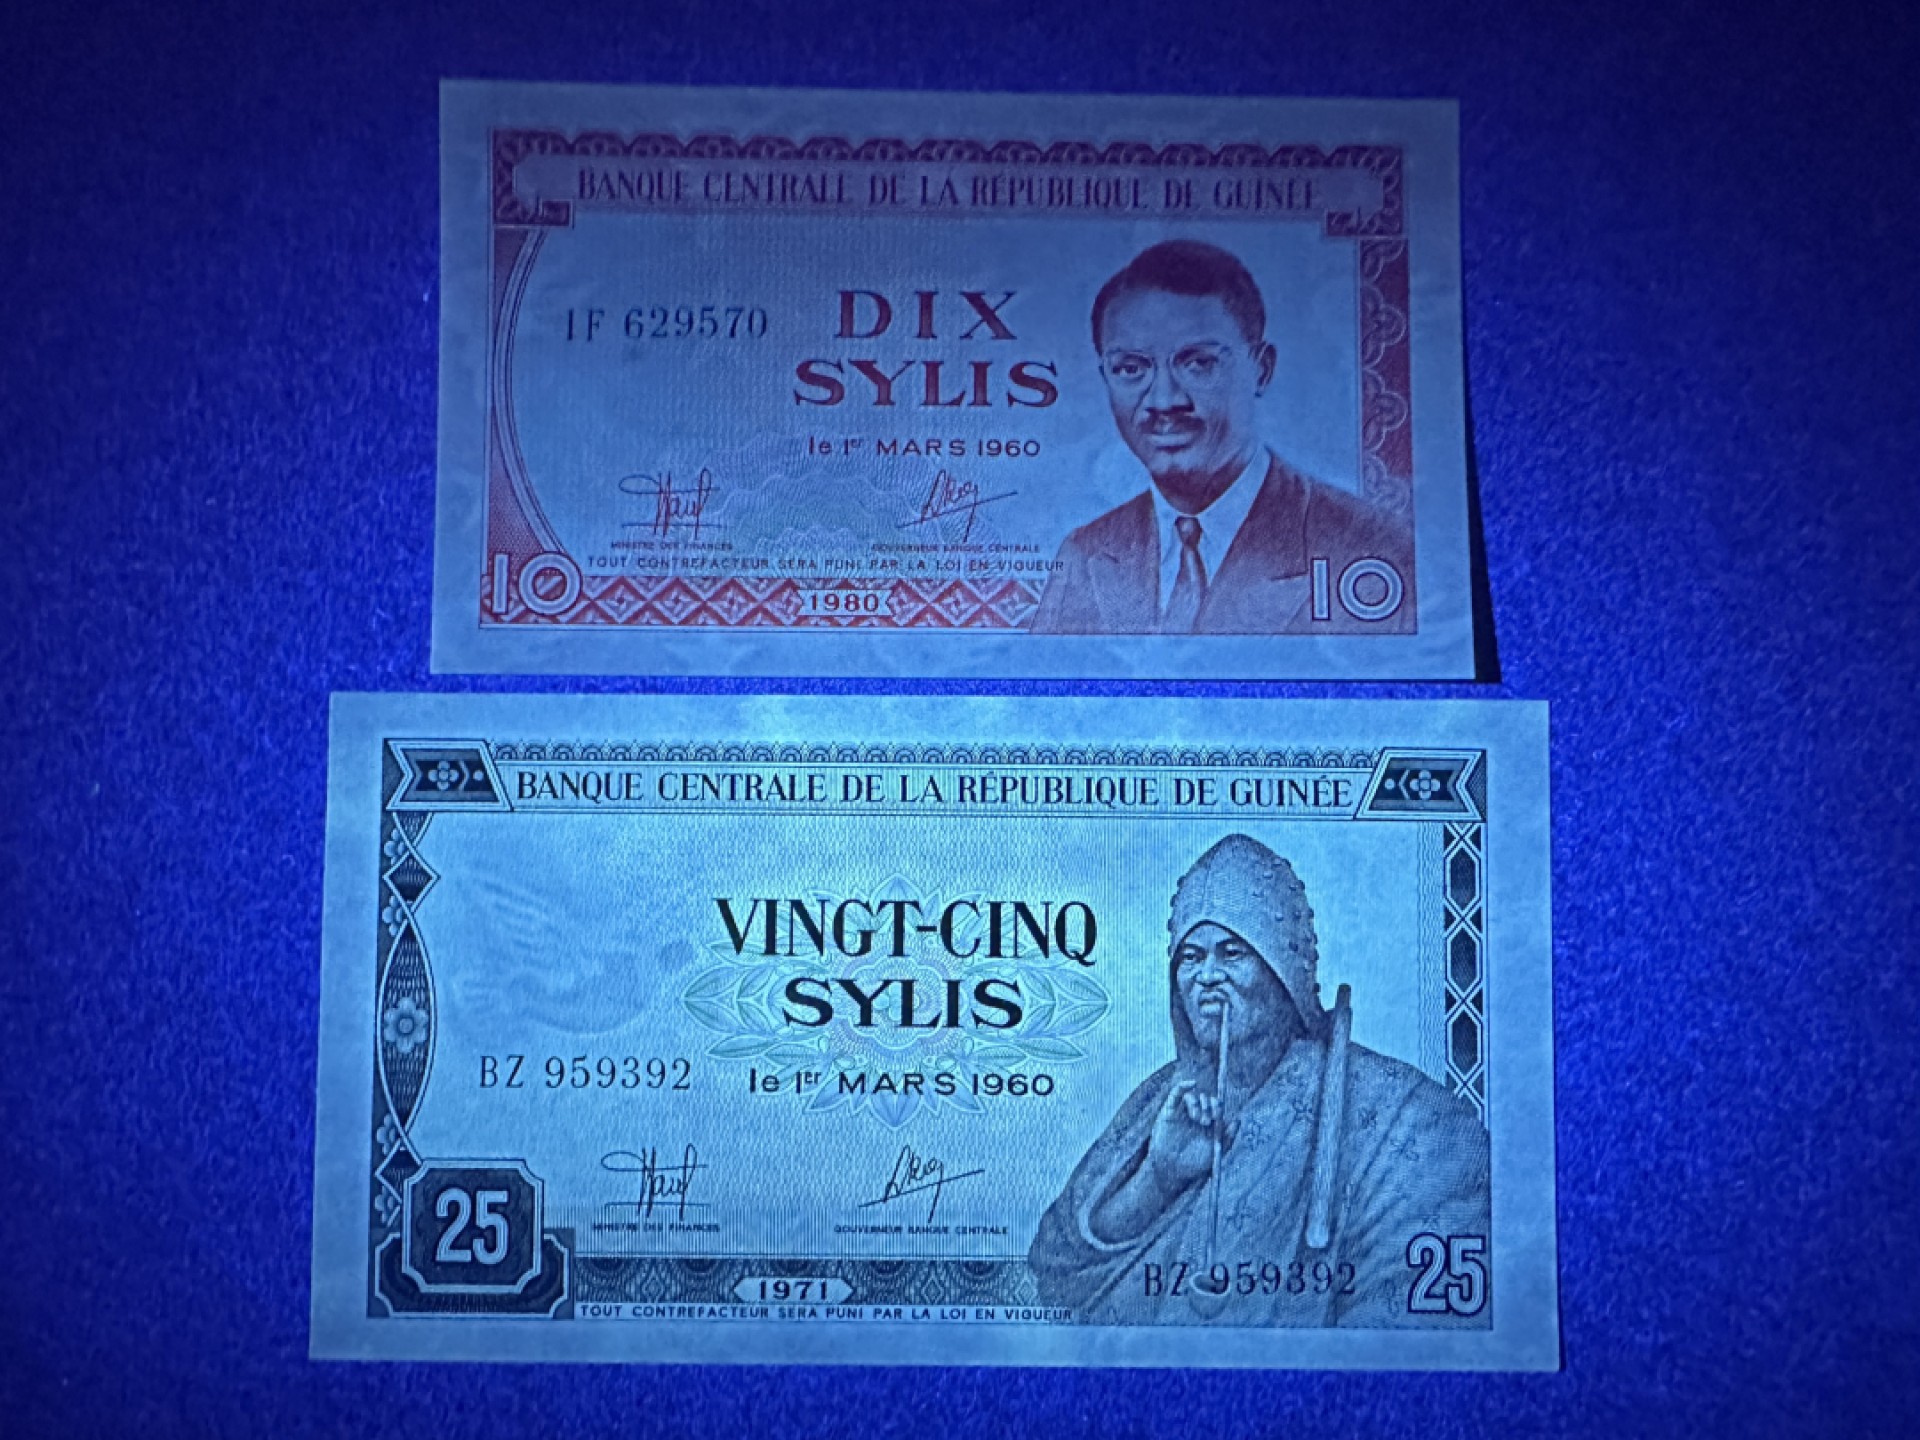 BANQUE CENTRALE DE LA RÉPUBLIQUE DE GUINÉE
1F 629570
DIX
SYLIS
le 1er MARS 1960
MINISTRE DES FINANCES
GOUVERNEUR BANQUE CENTRALE
TOUT CONTREFACTEUR SERA PUNI PAR LA LOI EN VIGUEUR
10
1980
10
BANQUE CENTRALE DE LA RÉPUBLIQUE DE GUINÉE
VINGT-CINQ
SYLIS
BZ 959392
le 1er MARS 1960
MINISTRE DES FINANCES
GOUVERNEUR BANQUE CENTRALE
25
BZ 959392
25
1971
TOUT CONTREFACTEUR SERA PUNI PAR LA LOI EN VIGUEUR